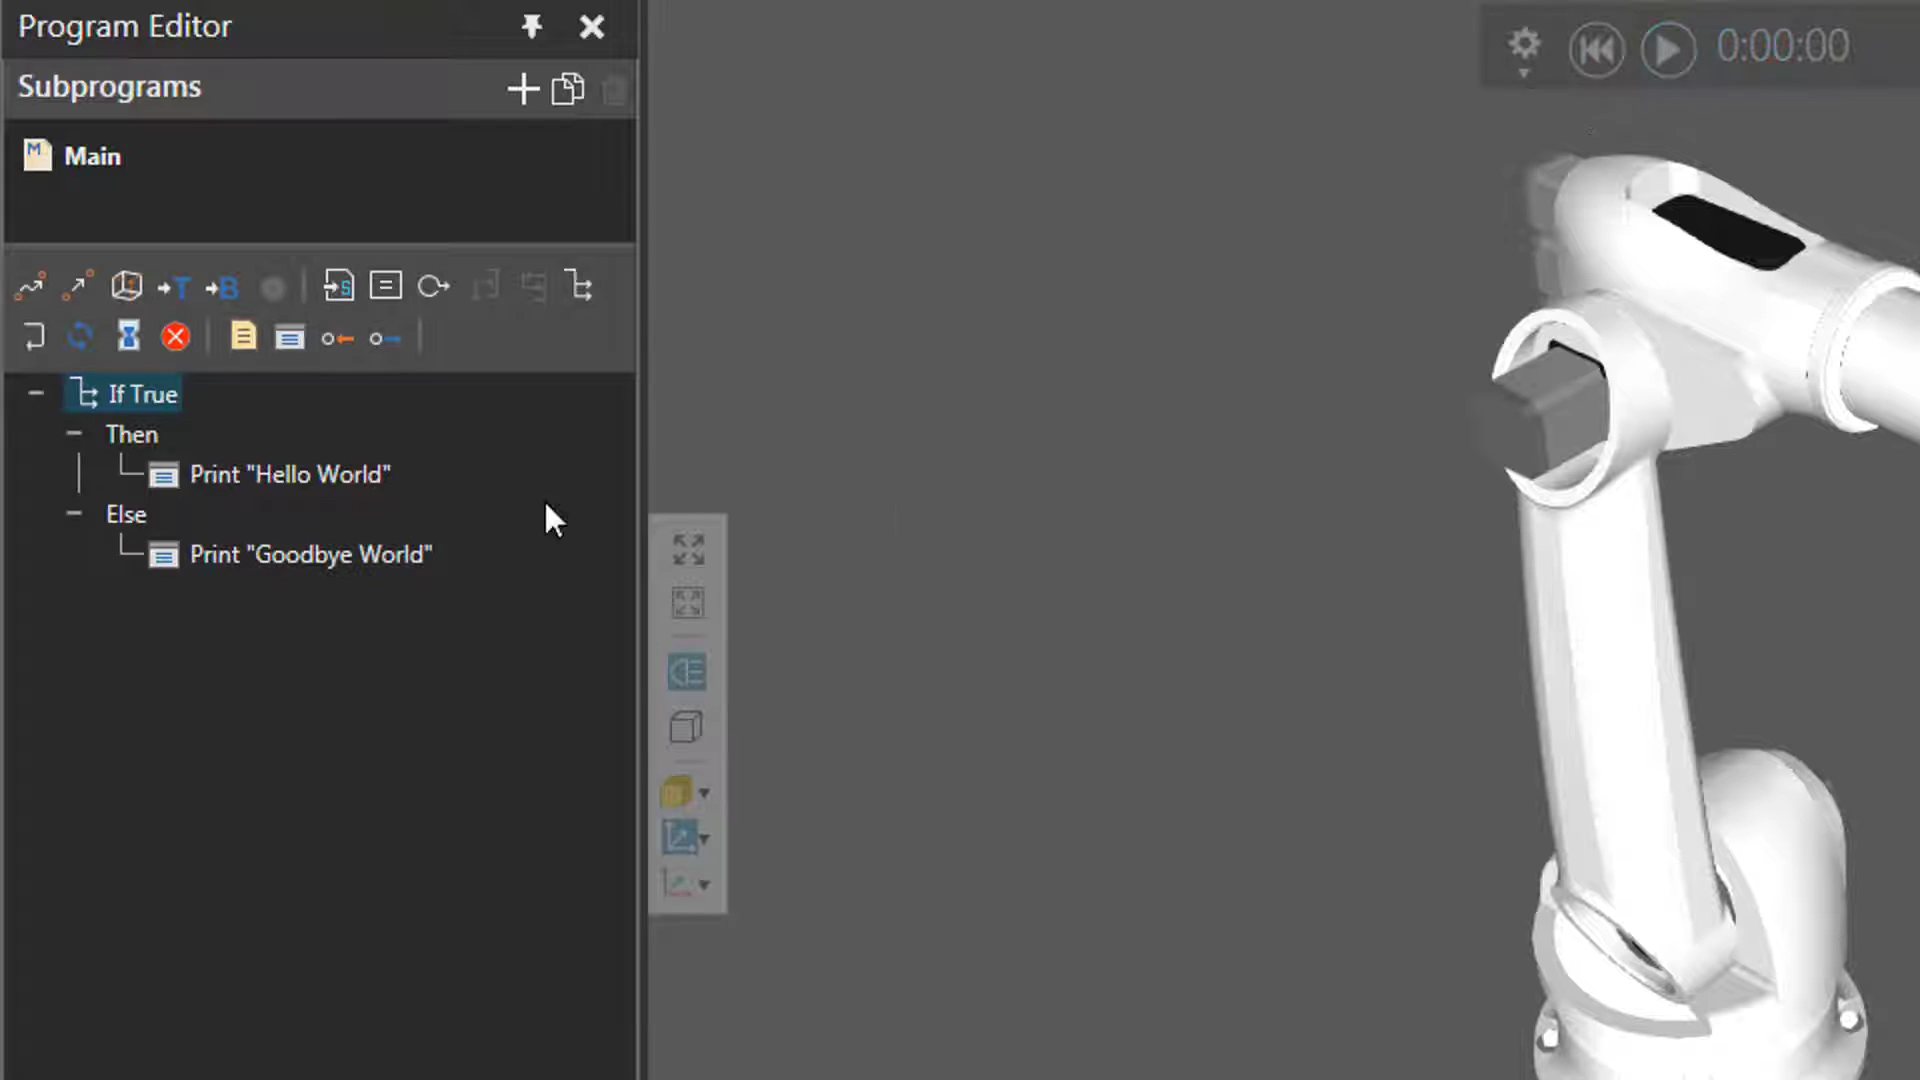 Program Editor
0:00:00
Subprograms
M Main
T B S
If True
Then
Print "Hello World"
Else
Print "Goodbye World"